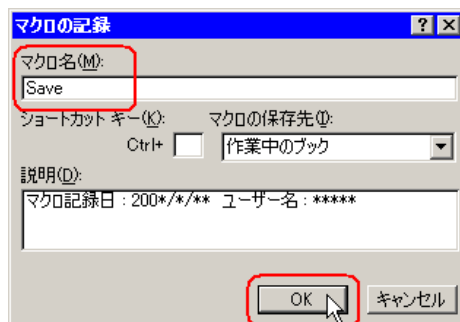 マクロの記録
マクロ名(M):
Save
ショートカット キー(K):
マクロの保存先(I):
Ctrl+
作業中のブック
説明(D):
マクロ記録日 : 200*/*/** ユーザー名 : *****
OK
キャンセル